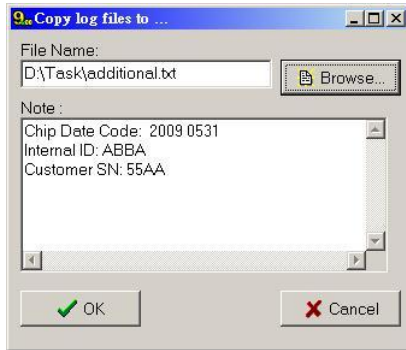 Copy log files to ...
File Name:
D:\Task\additional.txt
Browse...
Note :
Chip Date Code: 2009 0531
Internal ID: ABBA
Customer SN: 55AA
OK
Cancel